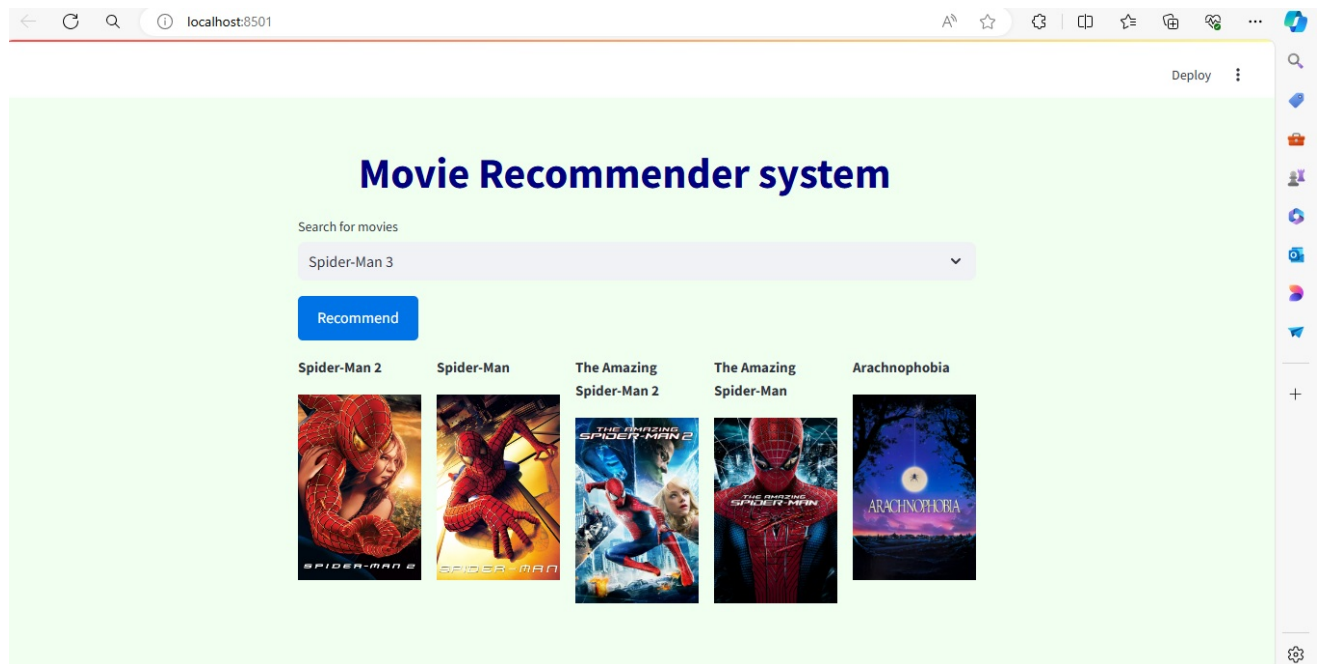 localhost:8501
Deploy
Movie Recommender system
Search for movies
Spider-Man 3
Recommend
Spider-Man 2
Spider-Man
The Amazing
Spider-Man 2
The Amazing
Spider-Man
Arachnophobia
SPIDER-MAN 2
SPIDER-MAN
THE AMAZING
SPIDER-MAN 2
THE AMAZING
SPIDER-MAN
ARACHNOPHOBIA